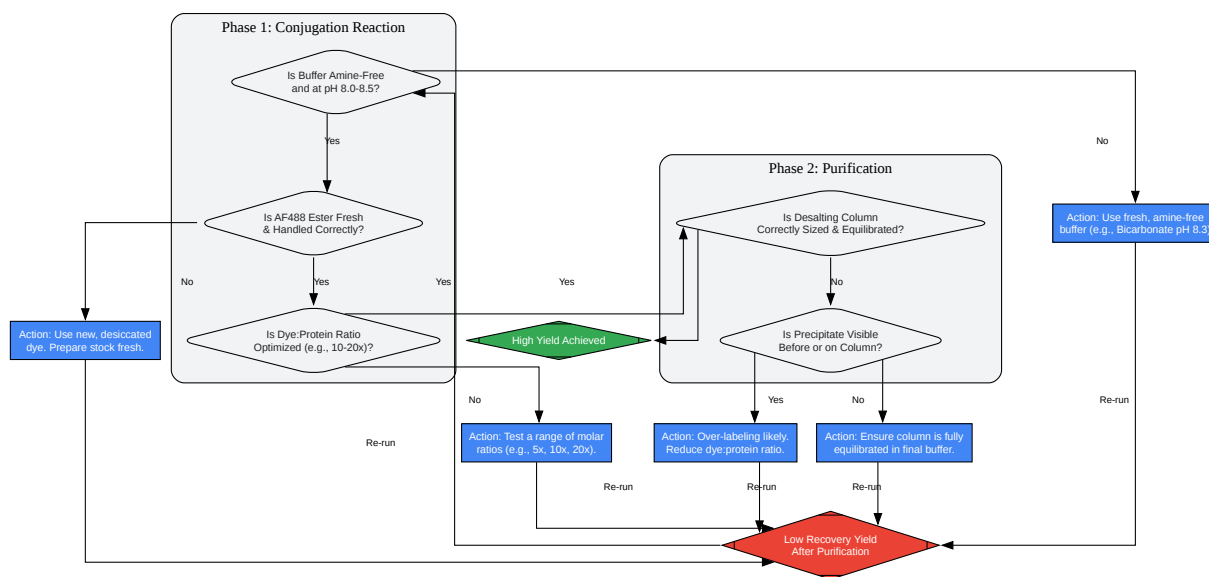 Phase 1: Conjugation Reaction
Is Buffer Amine-Free
and at pH 8.0-8.5?
Yes
No
Phase 2: Purification
Is AF488 Ester Fresh
& Handled Correctly?
Is Desalting Column
Correctly Sized & Equilibrated?
Action: Use fresh, amine-free
buffer (e.g., Bicarbonate pH 8.3)
No
Yes
Yes
Yes
No
Action: Use new, desiccated
dye. Prepare stock fresh.
Is Dye:Protein Ratio
Optimized (e.g., 10-20x)?
High Yield Achieved
Is Precipitate Visible
Before or on Column?
No
Yes
No
Re-run
Re-run
Action: Test a range of molar
ratios (e.g., 5x, 10x, 20x).
Action: Over-labeling likely.
Reduce dye:protein ratio.
Action: Ensure column is fully
equilibrated in final buffer.
Re-run
Re-run
Re-run
Low Recovery Yield
After Purification